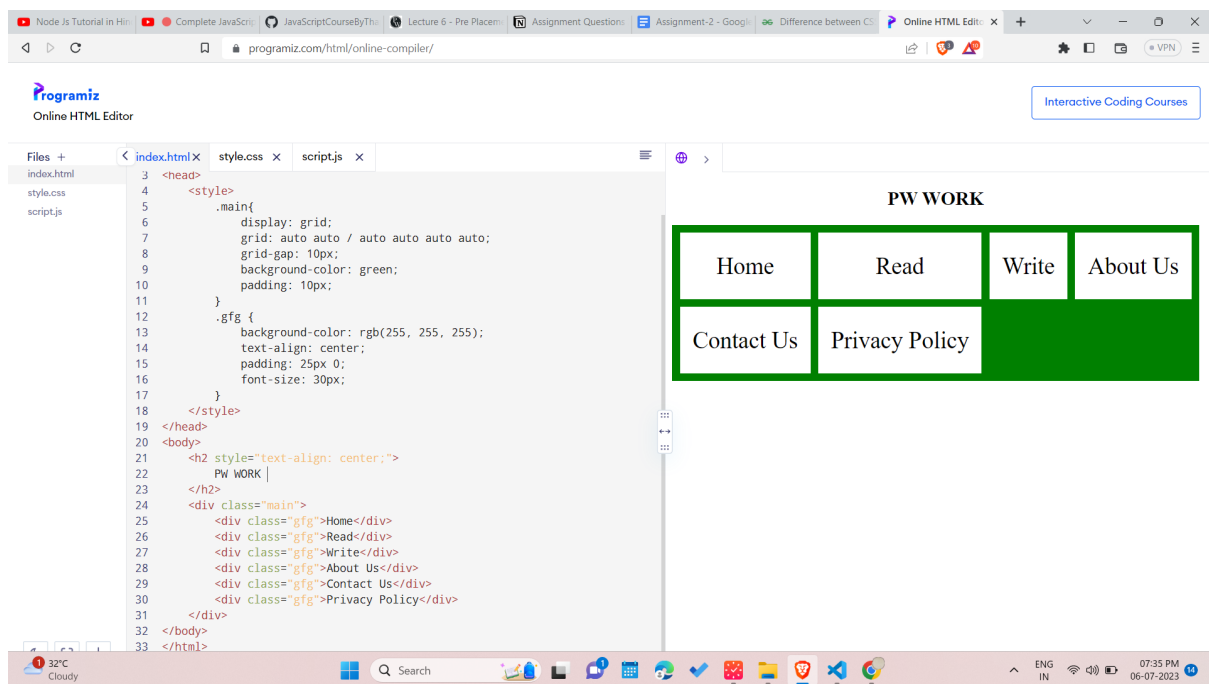 Node Js Tutorial in Hin
Complete JavaScrip
JavaScriptCourseByTha
Lecture 6 - Pre Placem
Assignment Questions
Assignment-2 - Google
Difference between CS
Online HTML Edito
programiz.com/html/online-compiler/
VPN
Programiz
Online HTML Editor
Interactive Coding Courses
Files +
index.html
style.css
script.js
index.html
style.css
script.js
3 <head>
4 <style>
5 .main{
6 display: grid;
7 grid: auto auto / auto auto auto auto;
8 grid-gap: 10px;
9 background-color: green;
10 padding: 10px;
11 }
12 .gfg {
13 background-color: rgb(255, 255, 255);
14 text-align: center;
15 padding: 25px 0;
16 font-size: 30px;
17 }
18 </style>
19 </head>
20 <body>
21 <h2 style="text-align: center;">
22 PW WORK
23 </h2>
24 <div class="main">
25 <div class="gfg">Home</div>
26 <div class="gfg">Read</div>
27 <div class="gfg">Write</div>
28 <div class="gfg">About Us</div>
29 <div class="gfg">Contact Us</div>
30 <div class="gfg">Privacy Policy</div>
31 </div>
32 </body>
33 </html>
PW WORK
Home Read Write About Us
Contact Us Privacy Policy
1
32°C
Cloudy
Search
ENG
IN
07:35 PM
06-07-2023
14